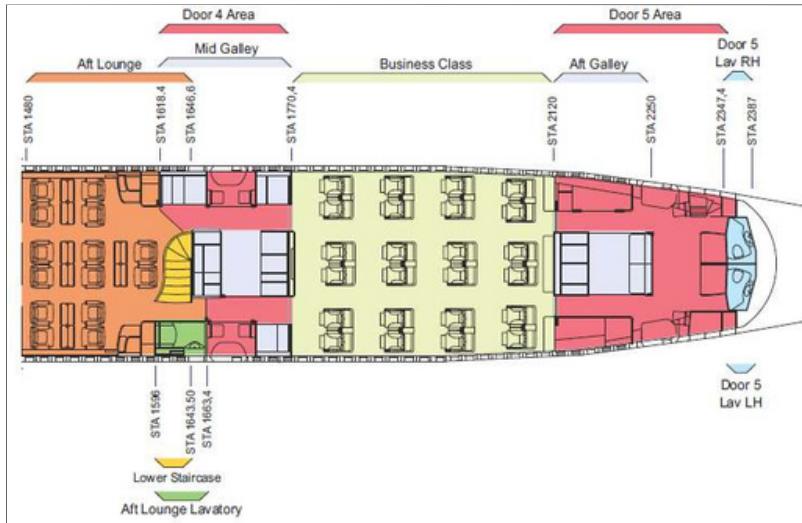 Door 4 Area
Door 5 Area
Mid Galley
Door 5
Lav RH
Aft Lounge
Business Class
Aft Galley
STA 1480
STA 1618.4
STA 1646,6
STA 1770,4
STA 2120
STA 2250
STA 2347,4
STA 2387
STA 1596
STA 1643.50
STA 1663,4
Door 5
Lav LH
Lower Staircase
Aft Lounge Lavatory